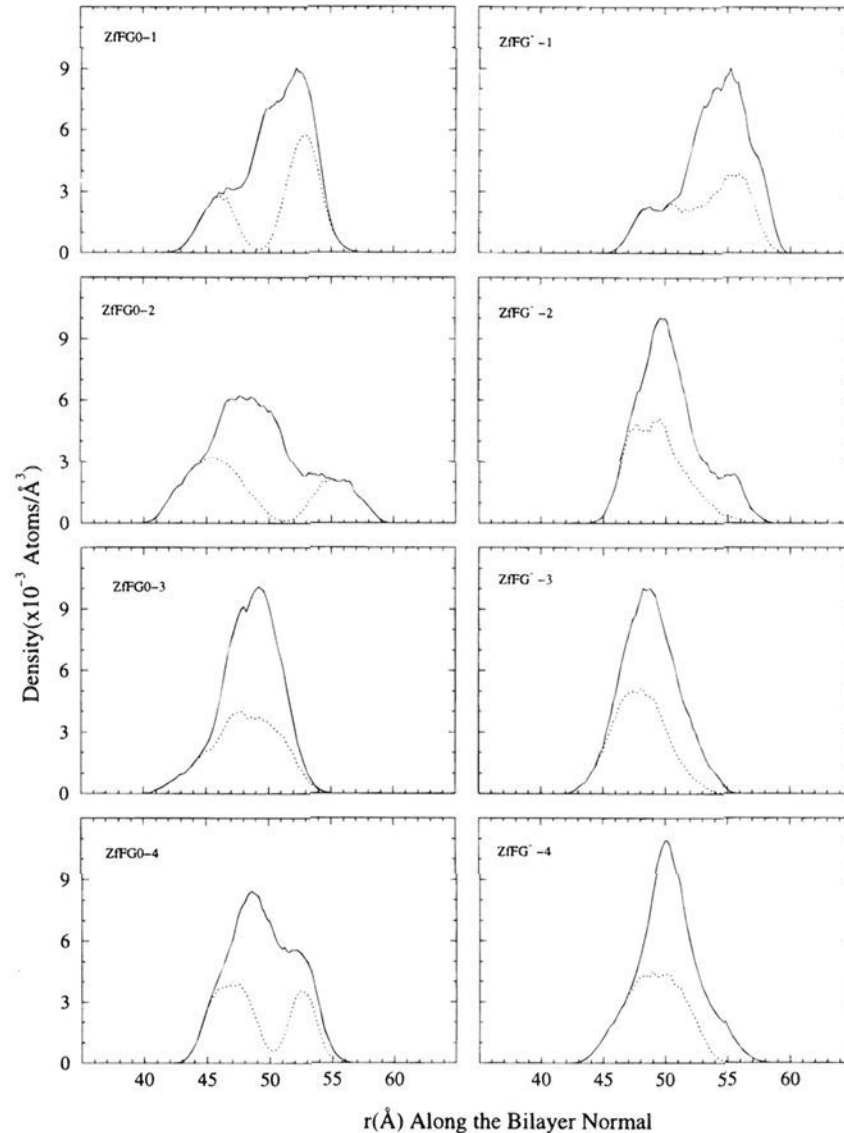 ZfFG0-1
ZfFG⁻-1
9
6
3
0
ZfFG0-2
ZfFG⁻-2
9
6
3
0
ZfFG0-3
ZfFG⁻-3
9
6
3
0
ZfFG0-4
ZfFG⁻-4
9
6
3
0
Density(x10⁻³ Atoms/Å³)
40 45 50 55 60 40 45 50 55 60
r(Å) Along the Bilayer Normal